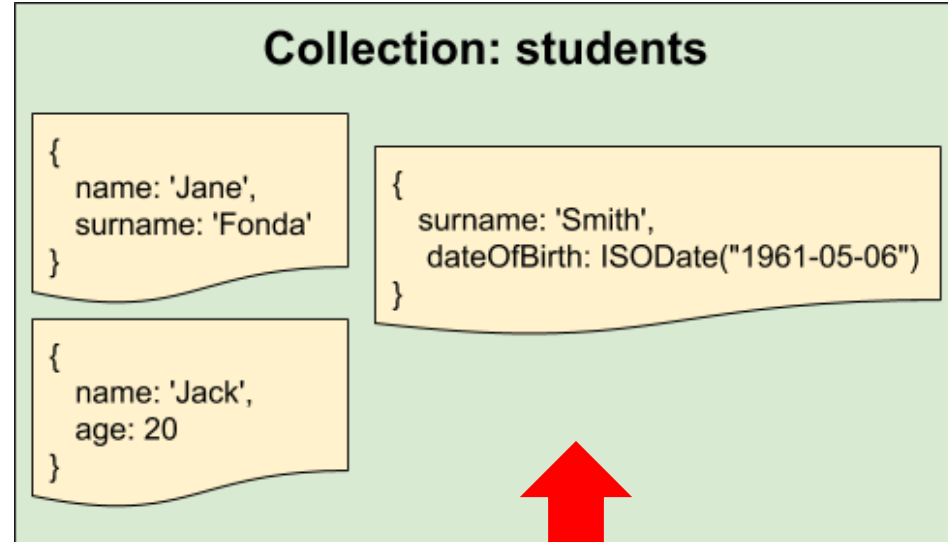 Collection: students
{
name: 'Jane',
surname: 'Fonda'
}
{
surname: 'Smith',
dateOfBirth: ISODate("1961-05-06")
}
{
name: 'Jack',
age: 20
}